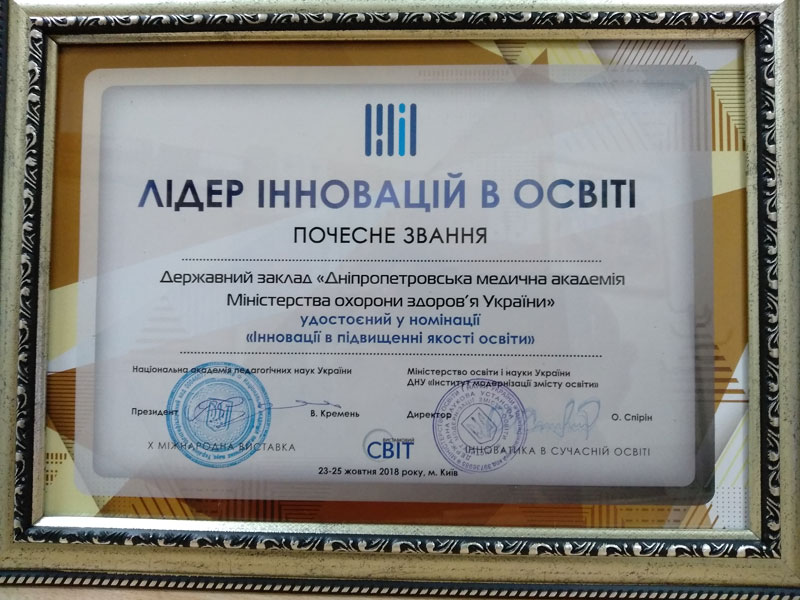 ЛІДЕР ІННОВАЦІЙ В ОСВІТІ
ПОЧЕСНЕ ЗВАННЯ
Державний заклад «Дніпропетровська медична академія
Міністерства охорони здоров'я України»
удостоєний у номінації
«Інновації в підвищенні якості освіти»
Національна академія педагогічних наук України
Президент
В. Кремень
Міністерство освіти і науки України
ДНУ «Інститут модернізації змісту освіти»
Директор
О. Спірін
Х МІЖНАРОДНА ВИСТАВКА
СВІТ
ІННОВАТИКА В СУЧАСНІЙ ОСВІТІ
23-25 жовтня 2018 року, м. Київ